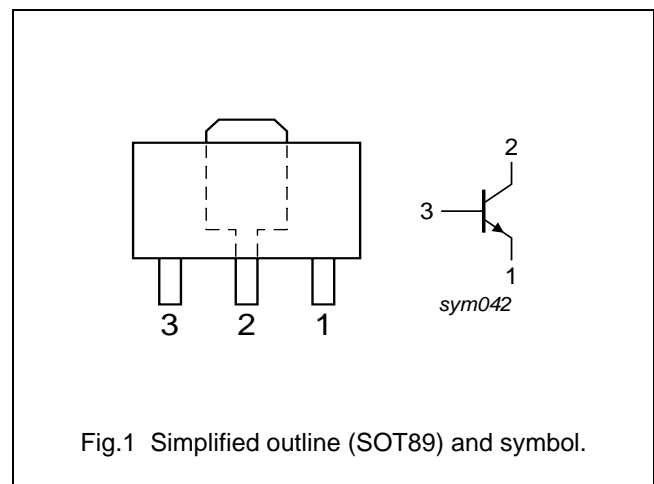 2
3
1
sym042
3 2 1
Fig.1 Simplified outline (SOT89) and symbol.